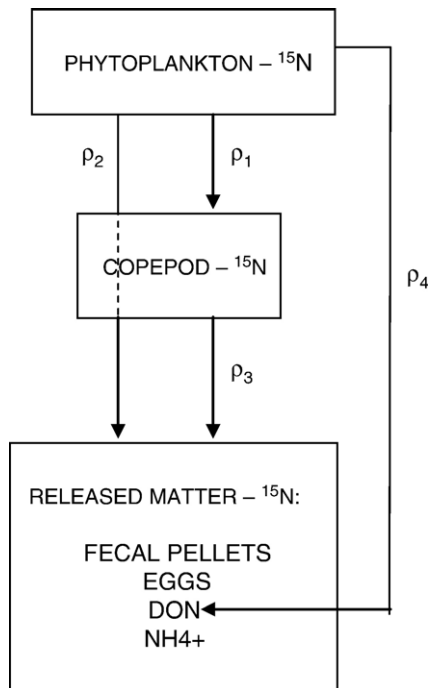 PHYTOPLANKTON – ¹⁵N
ρ₂
ρ₁
COPEPOD – ¹⁵N
ρ₄
ρ₃
RELEASED MATTER – ¹⁵N:
FECAL PELLETS
EGGS
DON
NH4+